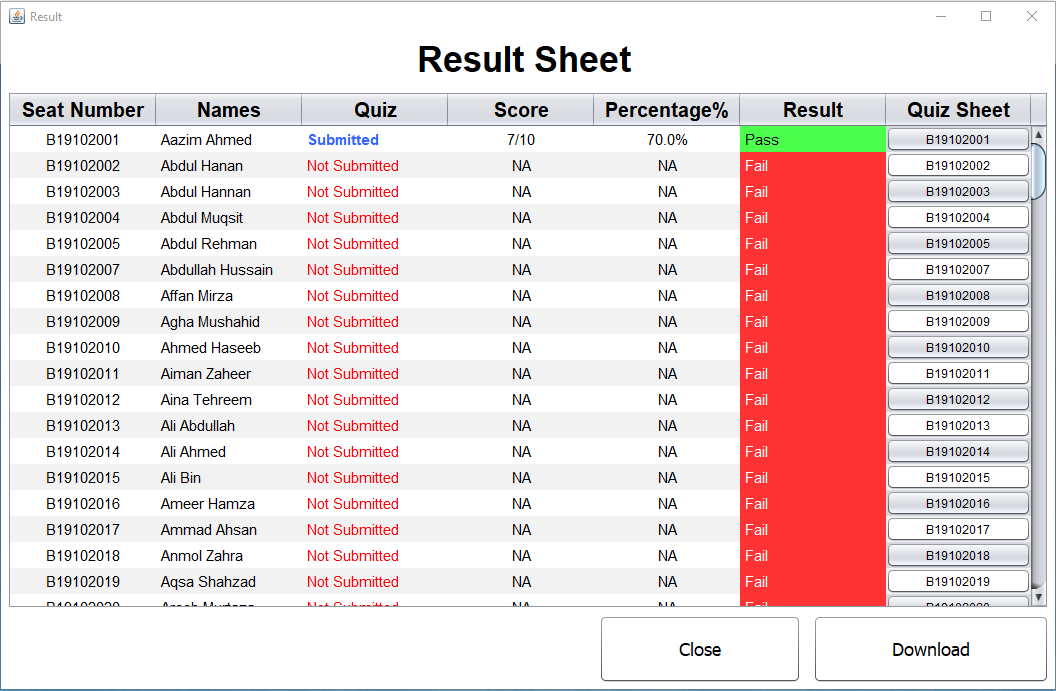 Result
Result Sheet
Seat Number Names Quiz Score Percentage% Result Quiz Sheet
B19102001 Aazim Ahmed Submitted 7/10 70.0% Pass B19102001
B19102002 Abdul Hanan Not Submitted NA NA Fail B19102002
B19102003 Abdul Hannan Not Submitted NA NA Fail B19102003
B19102004 Abdul Muqsit Not Submitted NA NA Fail B19102004
B19102005 Abdul Rehman Not Submitted NA NA Fail B19102005
B19102007 Abdullah Hussain Not Submitted NA NA Fail B19102007
B19102008 Affan Mirza Not Submitted NA NA Fail B19102008
B19102009 Agha Mushahid Not Submitted NA NA Fail B19102009
B19102010 Ahmed Haseeb Not Submitted NA NA Fail B19102010
B19102011 Aiman Zaheer Not Submitted NA NA Fail B19102011
B19102012 Aina Tehreem Not Submitted NA NA Fail B19102012
B19102013 Ali Abdullah Not Submitted NA NA Fail B19102013
B19102014 Ali Ahmed Not Submitted NA NA Fail B19102014
B19102015 Ali Bin Not Submitted NA NA Fail B19102015
B19102016 Ameer Hamza Not Submitted NA NA Fail B19102016
B19102017 Ammad Ahsan Not Submitted NA NA Fail B19102017
B19102018 Anmol Zahra Not Submitted NA NA Fail B19102018
B19102019 Aqsa Shahzad Not Submitted NA NA Fail B19102019
B19102020 Not Submitted NA NA Fail B19102020
Close Download